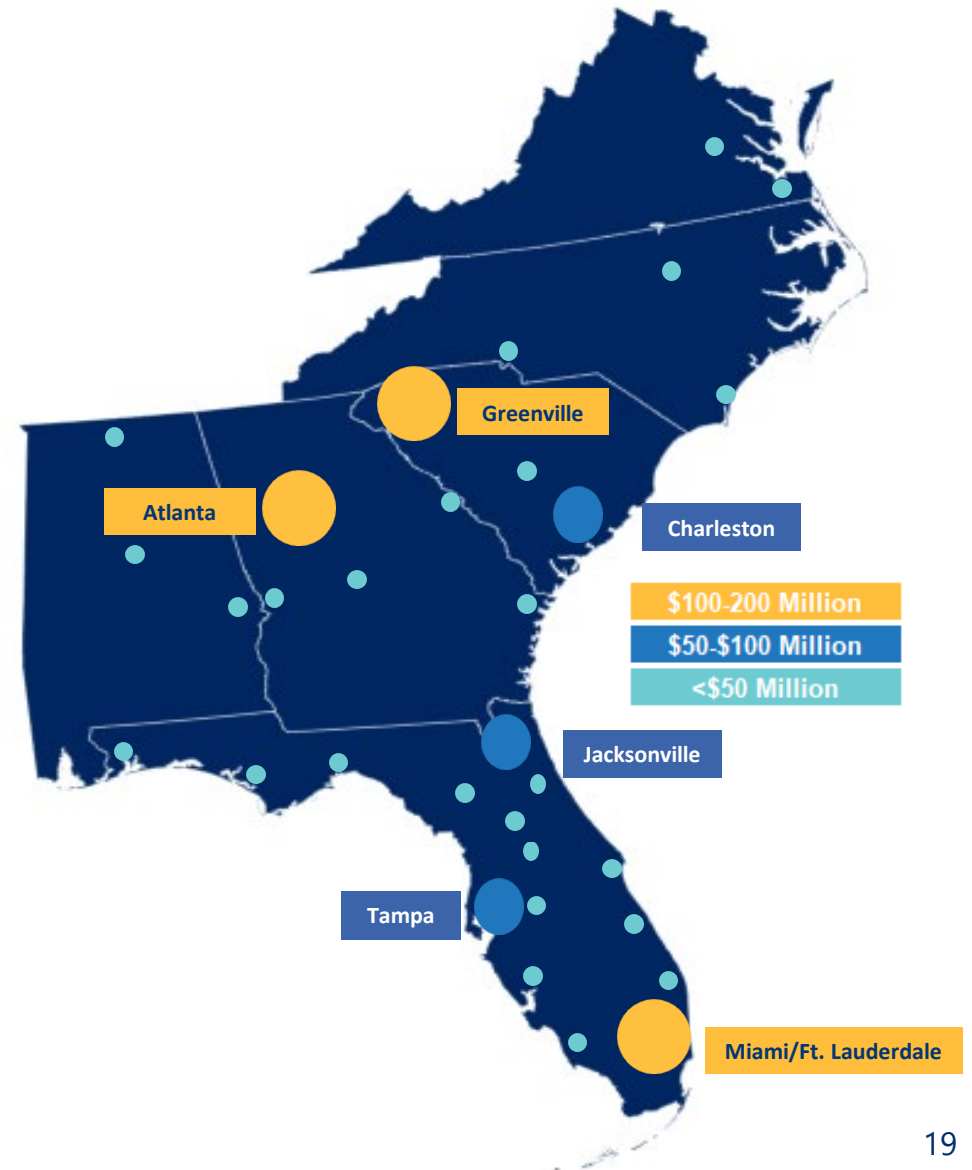 Greenville
Atlanta
Charleston
$100-200 Million
$50-$100 Million
<$50 Million
Jacksonville
Tampa
Miami/Ft. Lauderdale
19